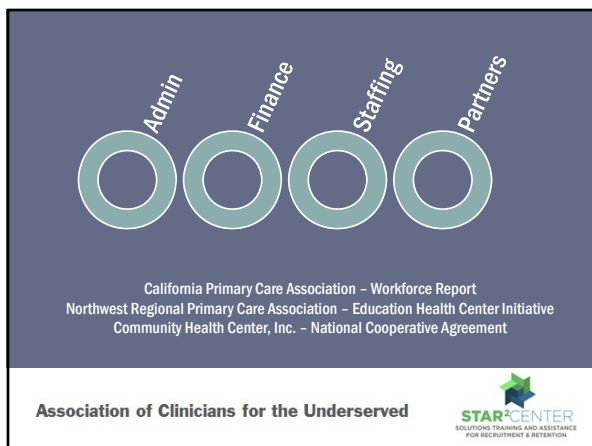 Admin
Finance
Staffing
Partners
California Primary Care Association – Workforce Report
Northwest Regional Primary Care Association – Education Health Center Initiative
Community Health Center, Inc. – National Cooperative Agreement
Association of Clinicians for the Underserved
STAR²CENTER
SOLUTIONS TRAINING AND ASSISTANCE
FOR RECRUITMENT & RETENTION